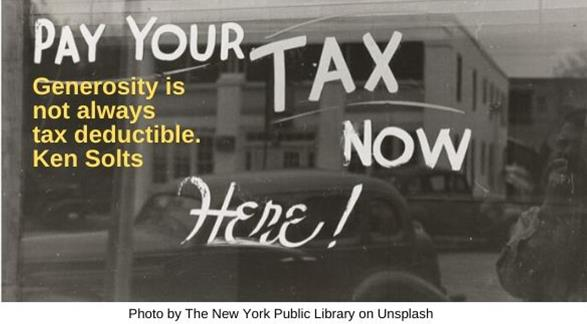 PAY YOUR
TAX
NOW
HERE!
Generosity is
not always
tax deductible.
Ken Solts
Photo by The New York Public Library on Unsplash